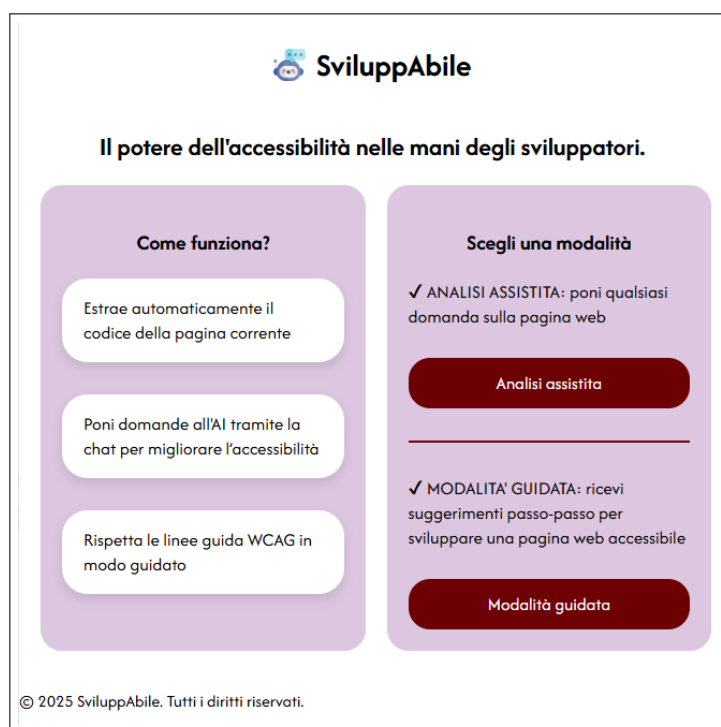 SviluppAbile
Il potere dell'accessibilità nelle mani degli sviluppatori.
Come funziona?
Estrae automaticamente il
codice della pagina corrente
Poni domande all'AI tramite la
chat per migliorare l'accessibilità
Rispetta le linee guida WCAG in
modo guidato
Scegli una modalità
✓ ANALISI ASSISTITA: poni qualsiasi
domanda sulla pagina web
Analisi assistita
✓ MODALITA' GUIDATA: ricevi
suggerimenti passo-passo per
sviluppare una pagina web accessibile
Modalità guidata
© 2025 SviluppAbile. Tutti i diritti riservati.